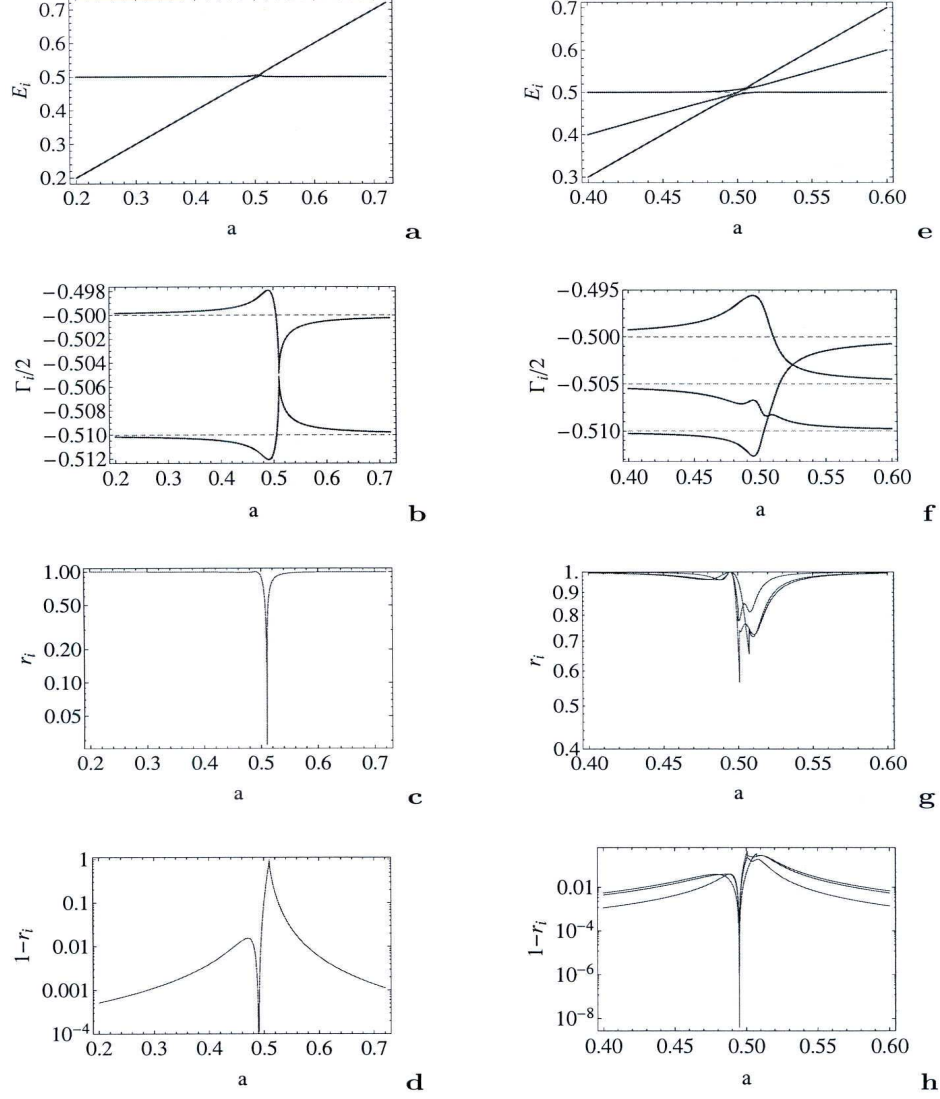 0.7
0.6
0.5
0.4
0.3
0.2
E_i
0.2 0.3 0.4 0.5 0.6 0.7
a
a
0.7
0.6
0.5
0.4
0.3
E_i
0.40 0.45 0.50 0.55 0.60
a
e
−0.498
−0.500
−0.502
−0.504
−0.506
−0.508
−0.510
−0.512
Γ_i/2
0.2 0.3 0.4 0.5 0.6 0.7
a
b
−0.495
−0.500
−0.505
−0.510
Γ_i/2
0.40 0.45 0.50 0.55 0.60
a
f
1.00
0.50
0.20
0.10
0.05
r_i
0.2 0.3 0.4 0.5 0.6 0.7
a
c
1.
0.9
0.8
0.7
0.6
0.5
0.4
r_i
0.40 0.45 0.50 0.55 0.60
a
g
1
0.1
0.01
0.001
10⁻⁴
1−r_i
0.2 0.3 0.4 0.5 0.6 0.7
a
d
0.01
10⁻⁴
10⁻⁶
10⁻⁸
1−r_i
0.40 0.45 0.50 0.55 0.60
a
h